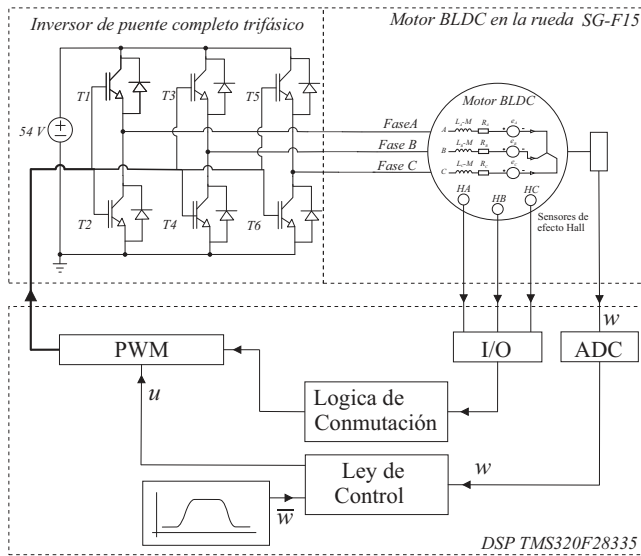 Inversor de puente completo trifásico
Motor BLDC en la rueda SG-F15
T1
T3
T5
54 V
T2
T4
T6
FaseA
Fase B
Fase C
Motor BLDC
A
B
C
HA
HB
HC
Sensores de
efecto Hall
w
PWM
I/O
ADC
u
Logica de
Conmutación
Ley de
Control
w
w̅
DSP TMS320F28335